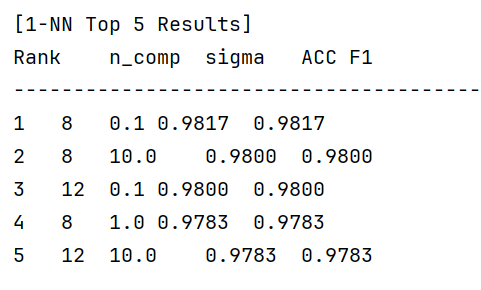 [1-NN Top 5 Results]
Rank    n_comp  sigma   ACC F1
---------------------------------------
1   8   0.1 0.9817  0.9817
2   8   10.0    0.9800  0.9800
3   12  0.1 0.9800  0.9800
4   8   1.0 0.9783  0.9783
5   12  10.0    0.9783  0.9783